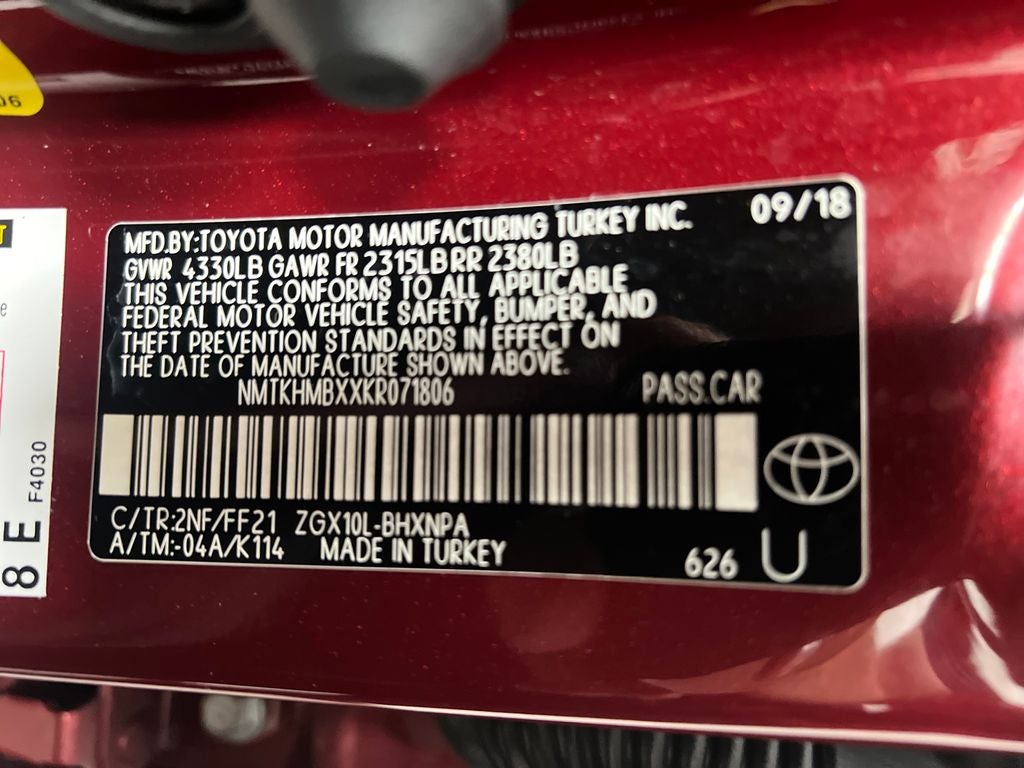 06
T
e
8 E F4030
09/18
MFD.BY:TOYOTA MOTOR MANUFACTURING TURKEY INC.
GVWR 4330LB GAWR FR 2315LB RR 2380LB
THIS VEHICLE CONFORMS TO ALL APPLICABLE
FEDERAL MOTOR VEHICLE SAFETY, BUMPER, AND
THEFT PREVENTION STANDARDS IN EFFECT ON
THE DATE OF MANUFACTURE SHOWN ABOVE.
NMTKHMBXXKR071806 PASS.CAR
C/TR:2NF/FF21 ZGX10L-BHXNPA
A/TM:-04A/K114 MADE IN TURKEY
626 U